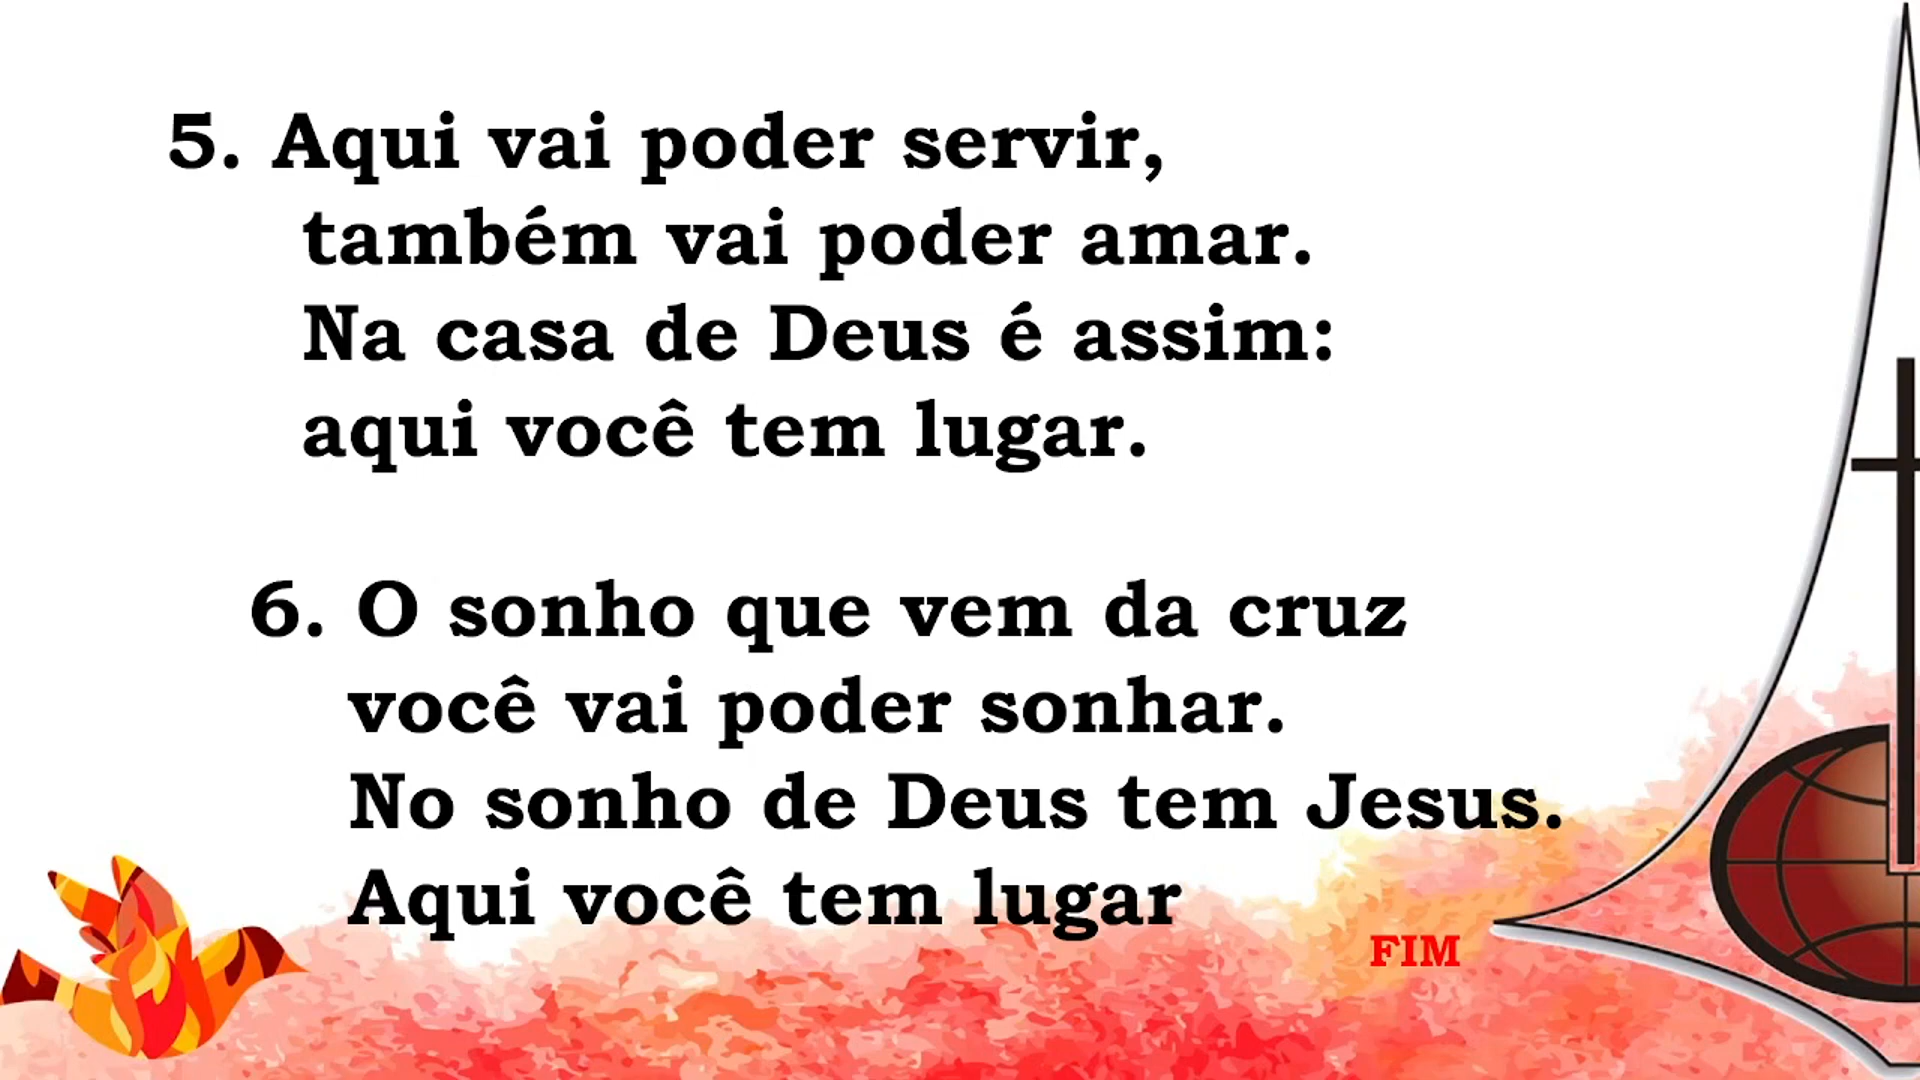 5. Aqui vai poder servir,
também vai poder amar.
Na casa de Deus é assim:
aqui você tem lugar.
6. O sonho que vem da cruz
você vai poder sonhar.
No sonho de Deus tem Jesus.
Aqui você tem lugar
FIM